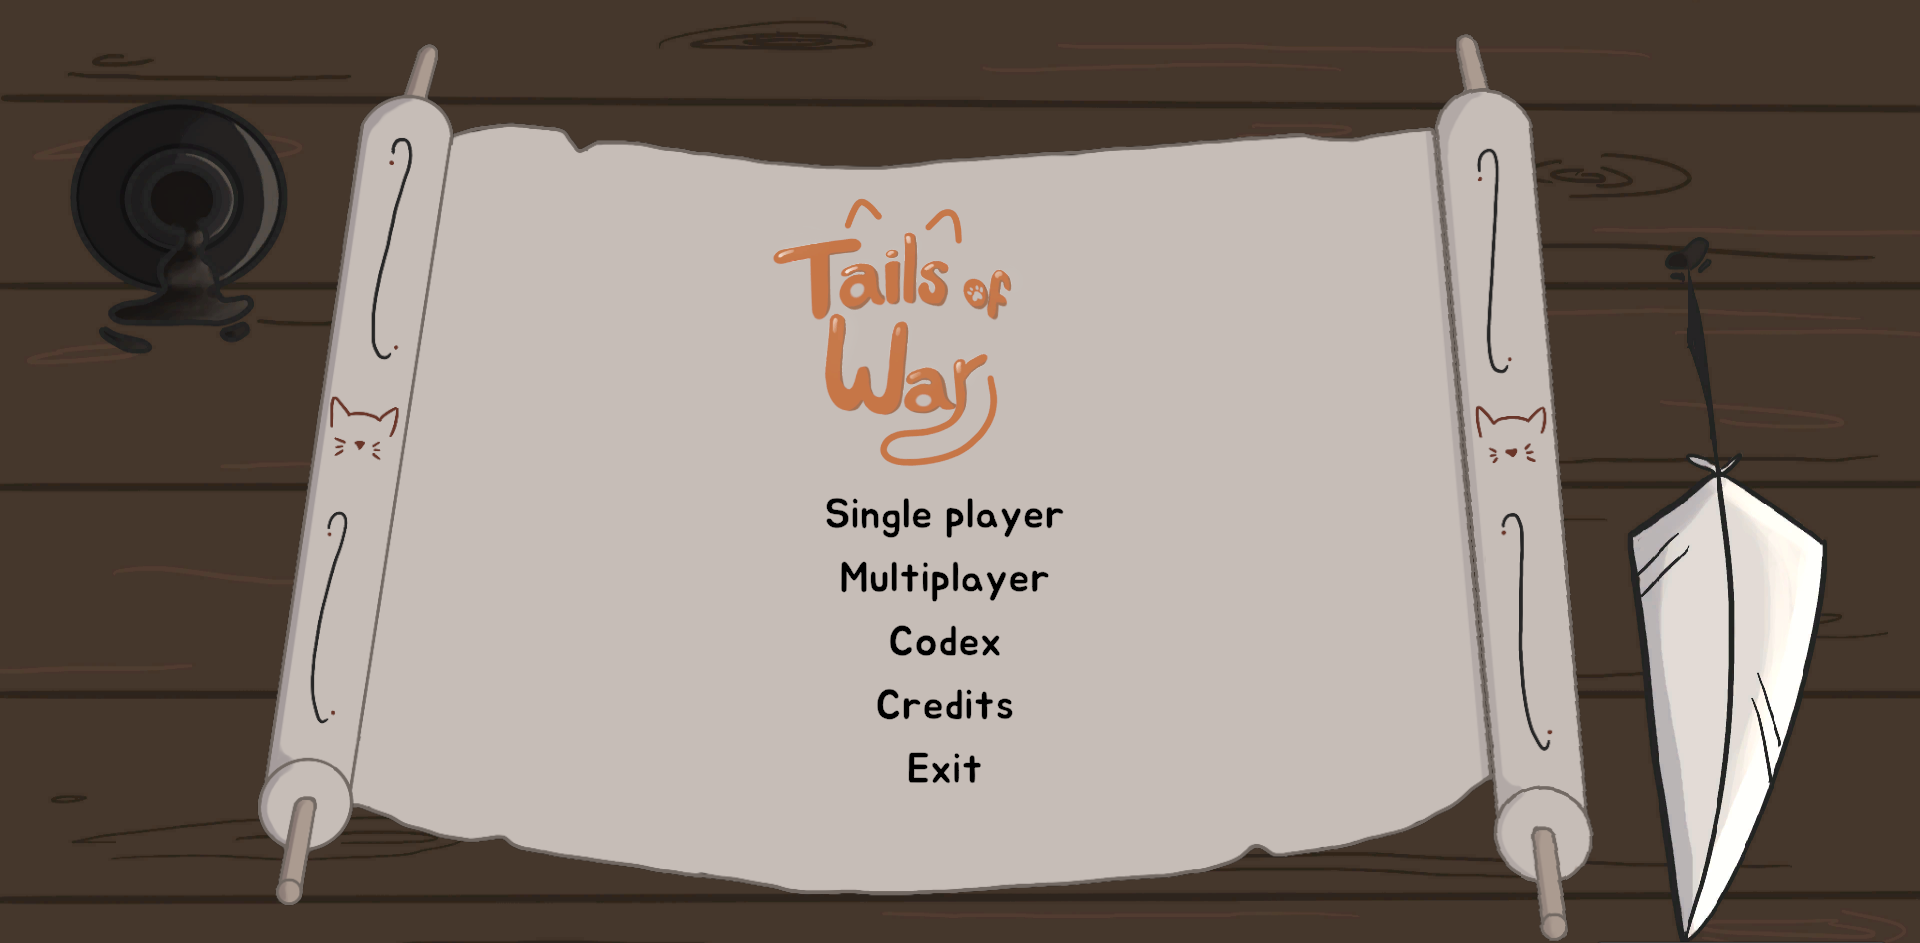 Tails of
War
Single player
Multiplayer
Codex
Credits
Exit